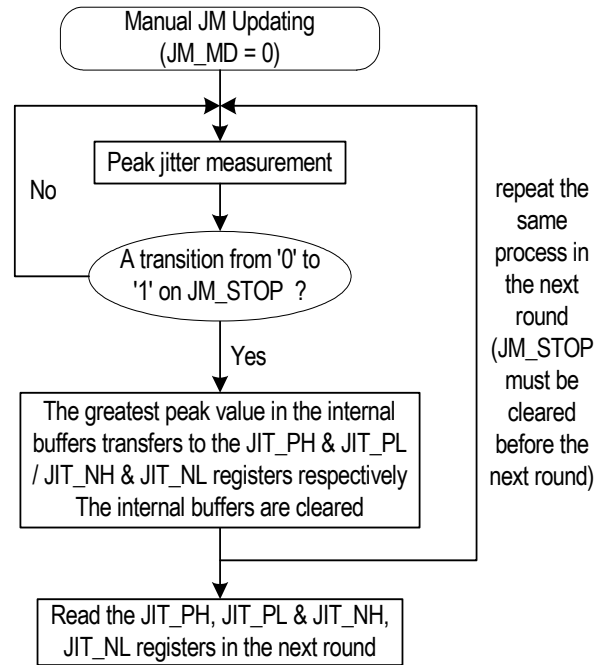 Manual JM Updating
(JM_MD = 0)
Peak jitter measurement
No
A transition from '0' to
'1' on JM_STOP ?
Yes
The greatest peak value in the internal
buffers transfers to the JIT_PH & JIT_PL
/ JIT_NH & JIT_NL registers respectively
The internal buffers are cleared
repeat the
same
process in
the next
round
(JM_STOP
must be
cleared
before the
next round)
Read the JIT_PH, JIT_PL & JIT_NH,
JIT_NL registers in the next round